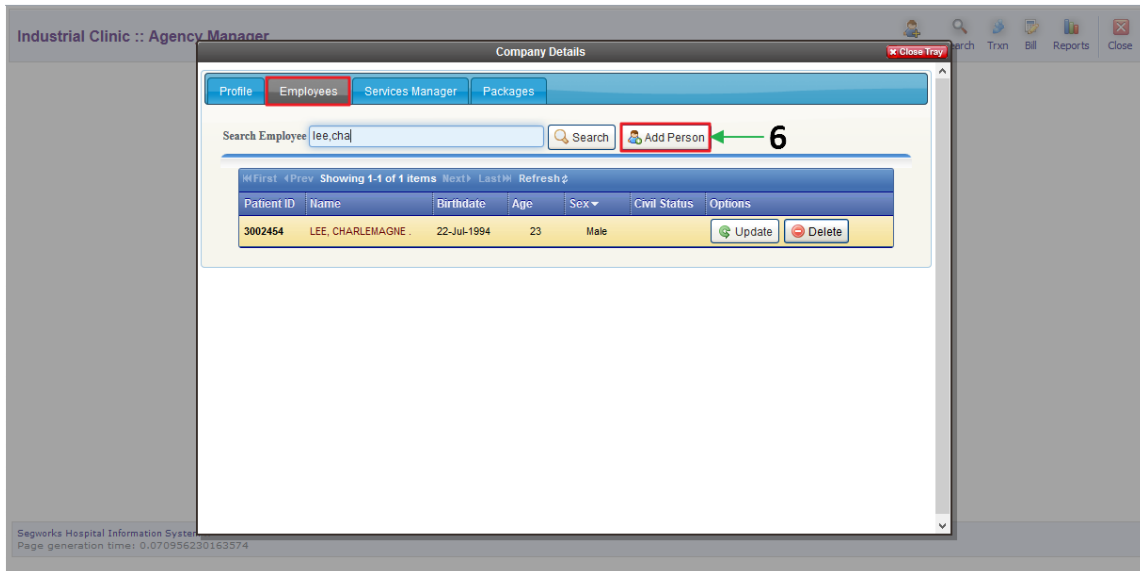 Industrial Clinic :: Agency Manager
arch Trxn Bill Reports Close
Company Details
Close Tray
Profile Employees Services Manager Packages
Search Employee lee,cha Search Add Person 6
First Prev Showing 1-1 of 1 items Next Last Refresh
Patient ID Name Birthdate Age Sex Civil Status Options
3002454 LEE, CHARLEMAGNE . 22-Jul-1994 23 Male Update Delete
Segworks Hospital Information System
Page generation time: 0.070956230163574